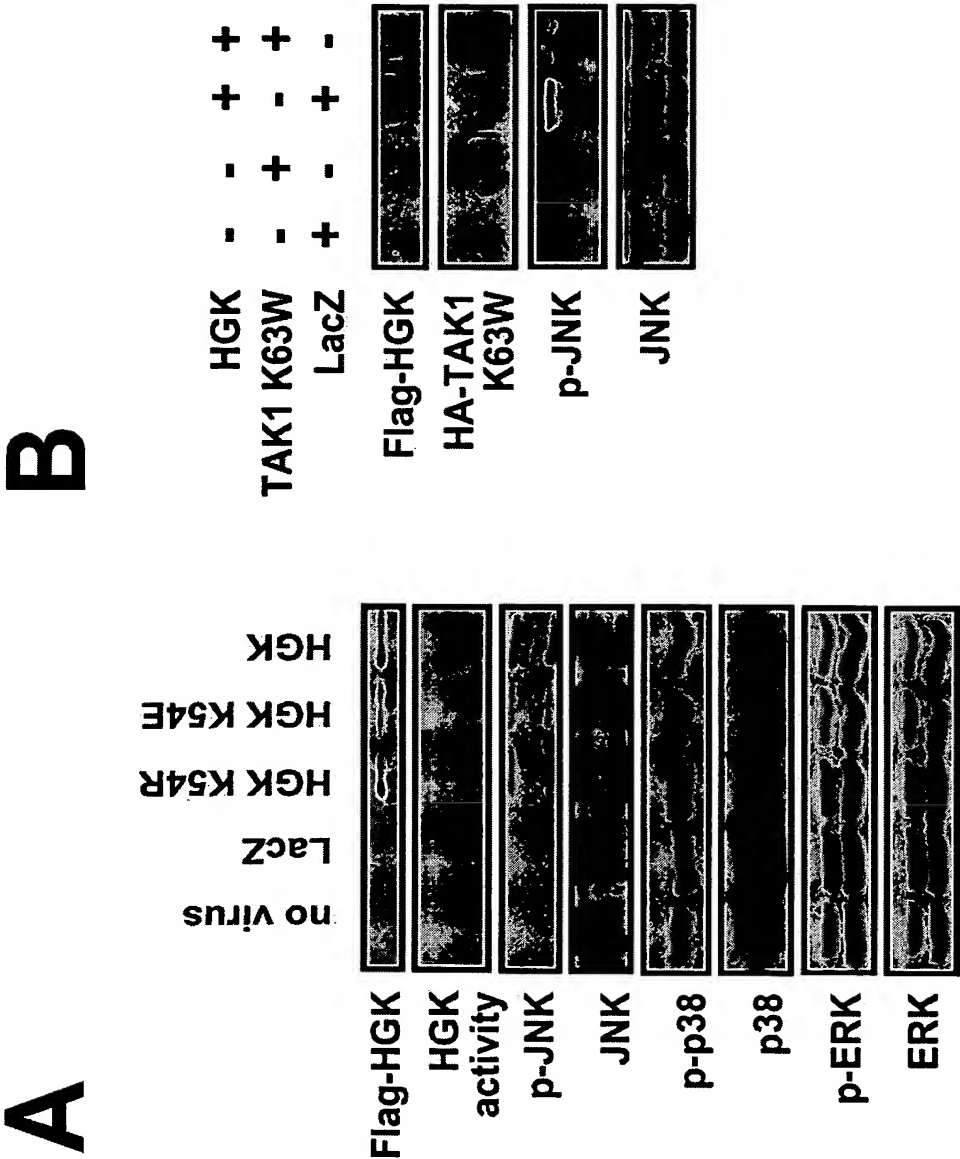 A
no virus
LacZ
HGK K54R
HGK K54E
HGK
Flag-HGK
HGK
activity
p-JNK
JNK
p-p38
p38
p-ERK
ERK
B
HGK - - + +
TAK1 K63W - + - +
LacZ + - + -
Flag-HGK
HA-TAK1
K63W
p-JNK
JNK